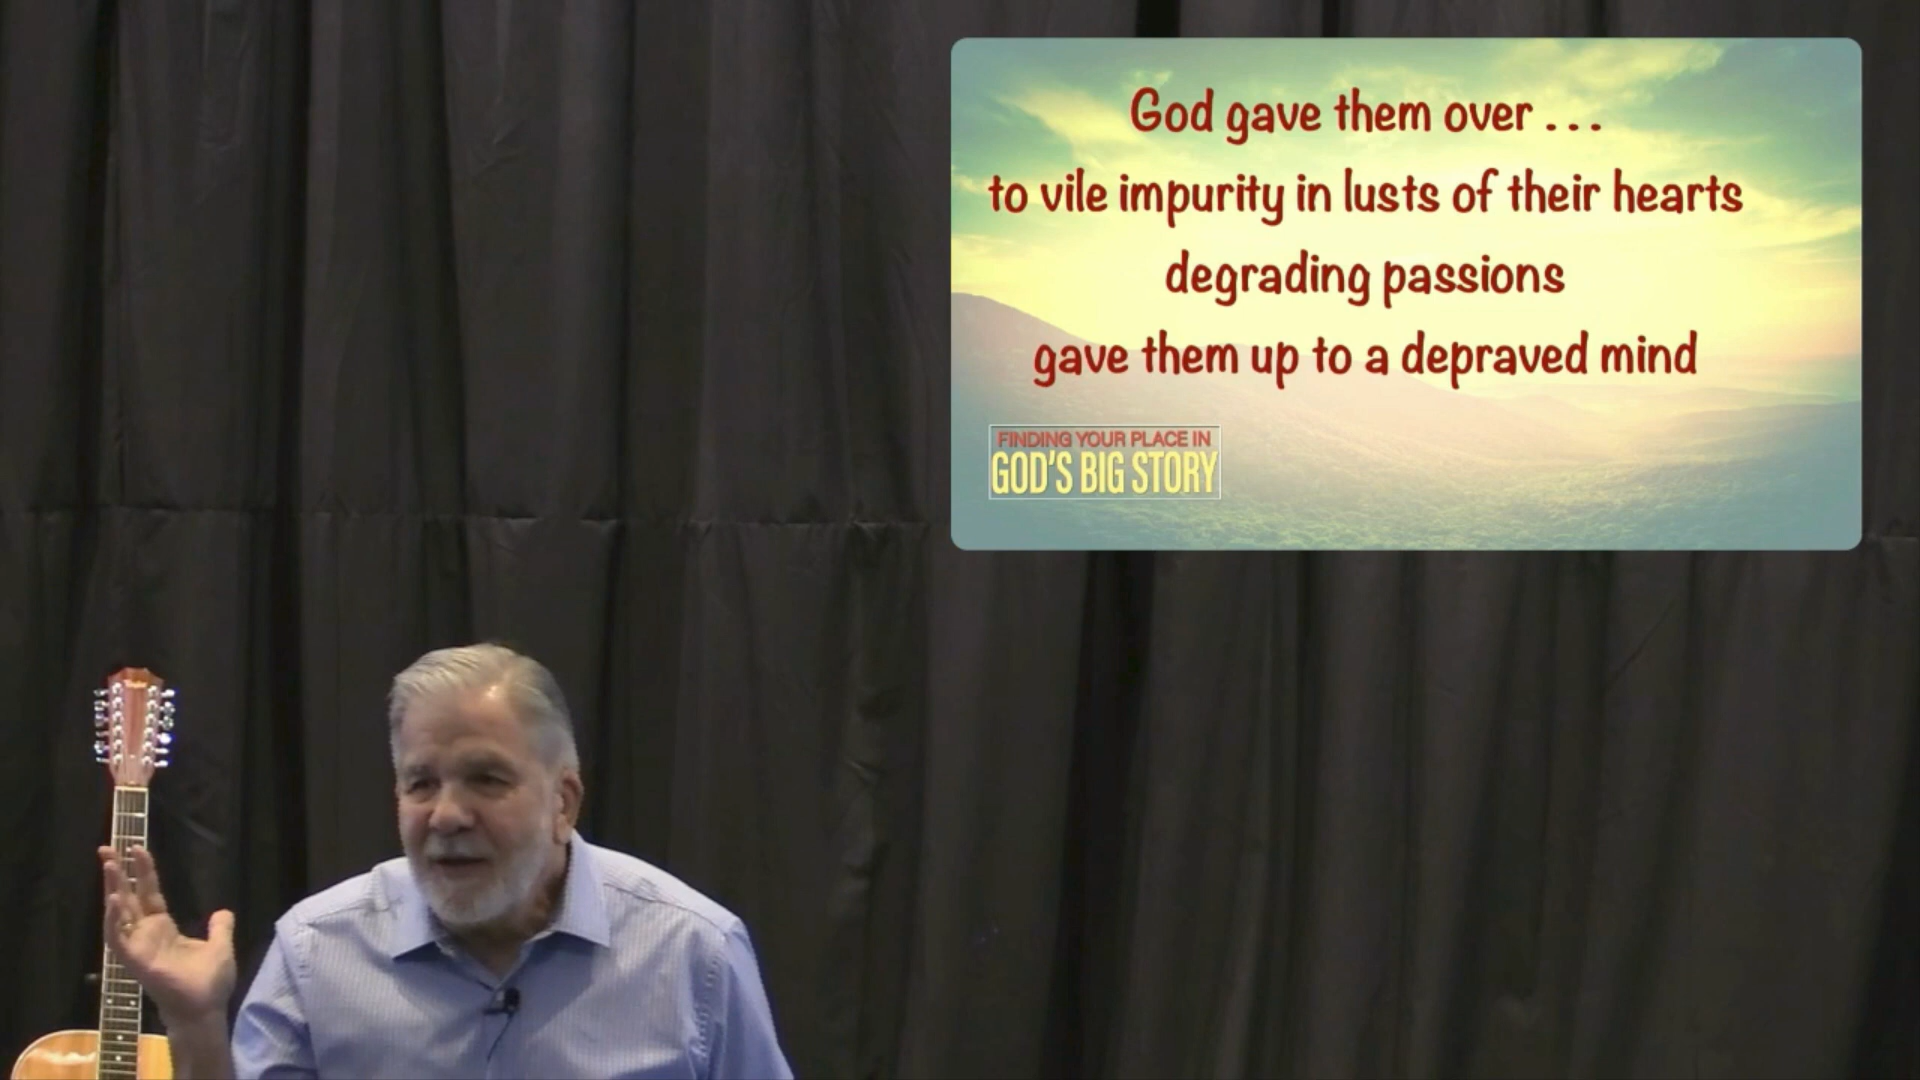 God gave them over . . .
to vile impurity in lusts of their hearts
degrading passions
gave them up to a depraved mind
FINDING YOUR PLACE IN
GOD'S BIG STORY